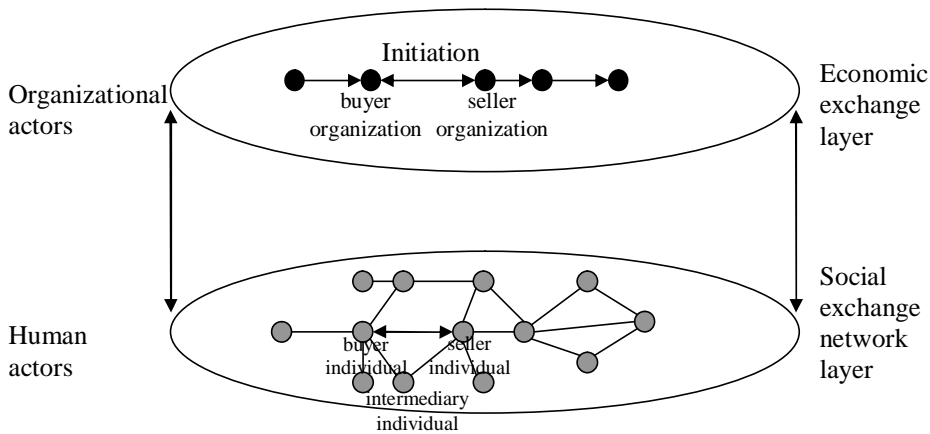 Initiation
Organizational
actors
buyer
organization
seller
organization
Economic
exchange
layer
Human
actors
buyer
individual
seller
individual
intermediary
individual
Social
exchange
network
layer